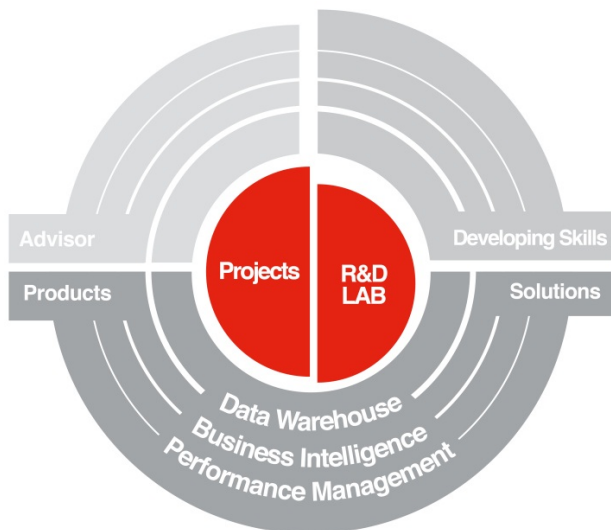 Advisor
Developing Skills
Projects
R&D
LAB
Products
Solutions
Data Warehouse
Business Intelligence
Performance Management